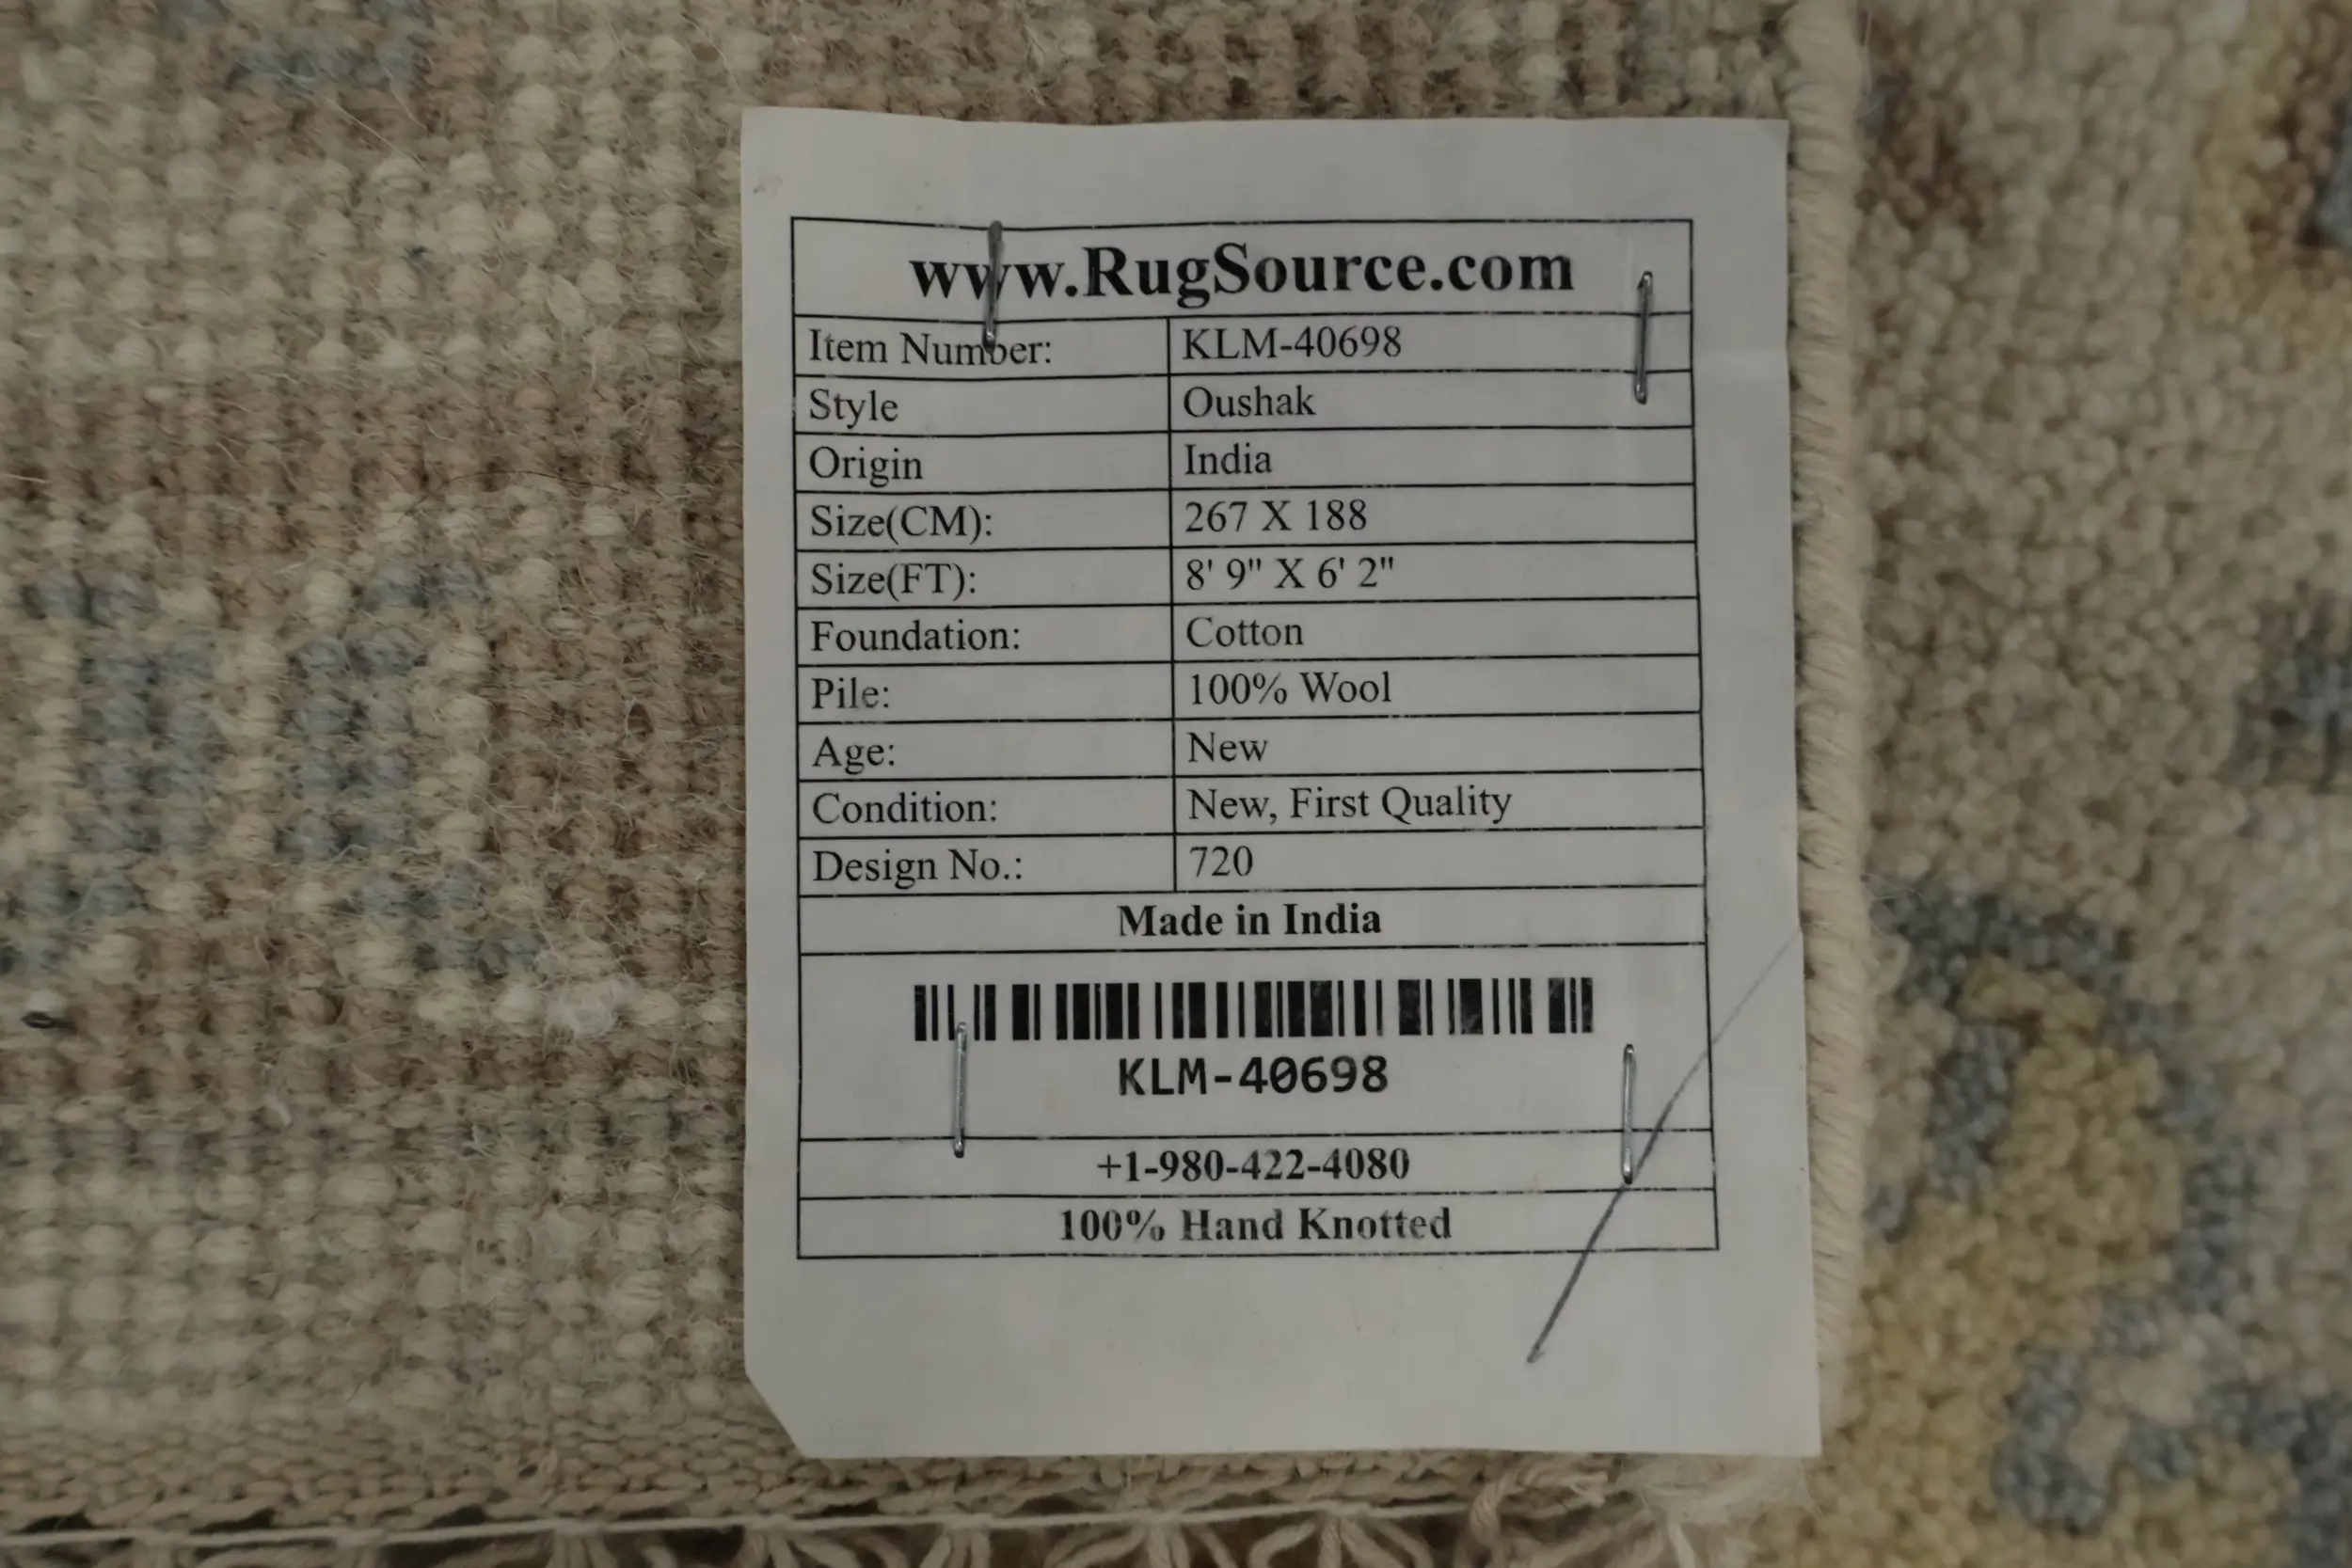 www.RugSource.com
Item Number: KLM-40698
Style Oushak
Origin India
Size(CM): 267 X 188
Size(FT): 8' 9" X 6' 2"
Foundation: Cotton
Pile: 100% Wool
Age: New
Condition: New, First Quality
Design No.: 720
Made in India
KLM-40698
+1-980-422-4080
100% Hand Knotted